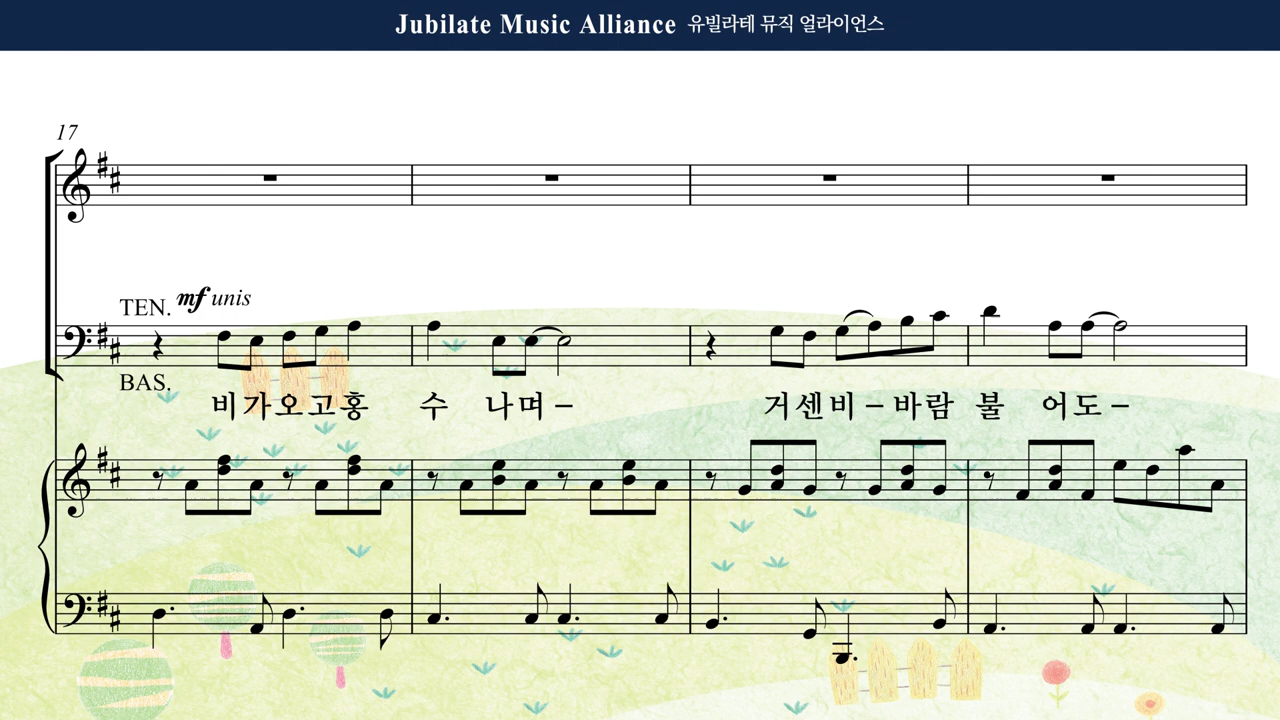 Jubilate Music Alliance 유빌라테 뮤직 얼라이언스
17
TEN. mf unis
BAS.
비가오고홍 수 나며– 거센비–바람 불 어도–